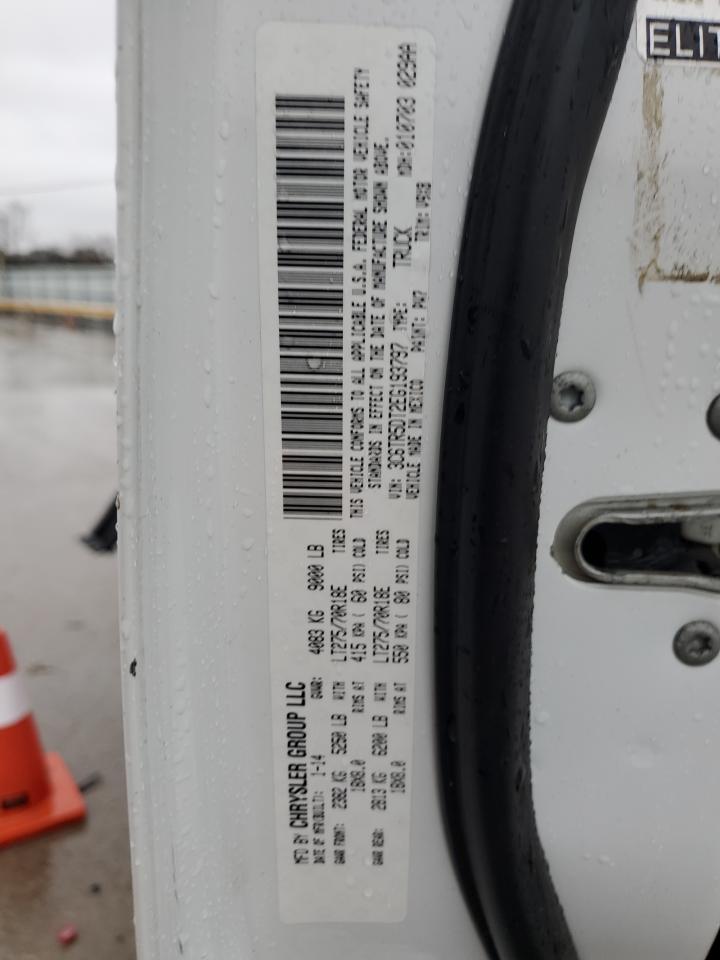 MFD BY CHRYSLER GROUP LLC
DATE OF MFR(BUILT): 1-14 GVWR: 4083 KG 9000 LB
GAWR FRONT: 2382 KG 5250 LB WITH LT275/70R18E TIRES
18X8.0 RIMS AT 415 KPA ( 60 PSI) COLD
GAWR REAR: 2813 KG 6200 LB WITH LT275/70R18E TIRES
18X8.0 RIMS AT 550 KPA ( 80 PSI) COLD
THIS VEHICLE CONFORMS TO ALL APPLICABLE U.S.A. FEDERAL MOTOR VEHICLE SAFETY
STANDARDS IN EFFECT ON THE DATE OF MANUFACTURE SHOWN ABOVE.
VIN: 3C6TR5DT2EG193797 TYPE: TRUCK MDH:010703 029AA
VEHICLE MADE IN MEXICO PAINT: PW7 TRIM: V9X8
ELIT